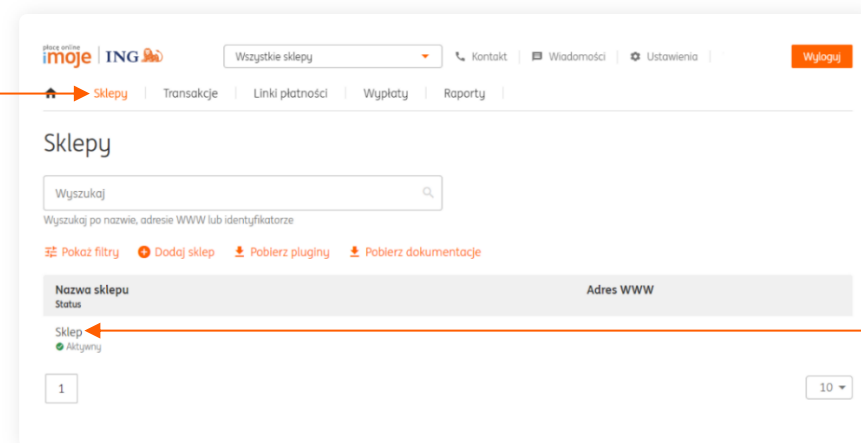 płacę online
imoje ING Wszystkie sklepy Kontakt Wiadomości Ustawienia Wyloguj
Sklepy Transakcje Linki płatności Wypłaty Raporty
Sklepy
Wyszukaj
Wyszukaj po nazwie, adresie WWW lub identyfikatorze
Pokaż filtry Dodaj sklep Pobierz pluginy Pobierz dokumentacje
Nazwa sklepu Adres WWW
Status
Sklep
Aktywny
1 10